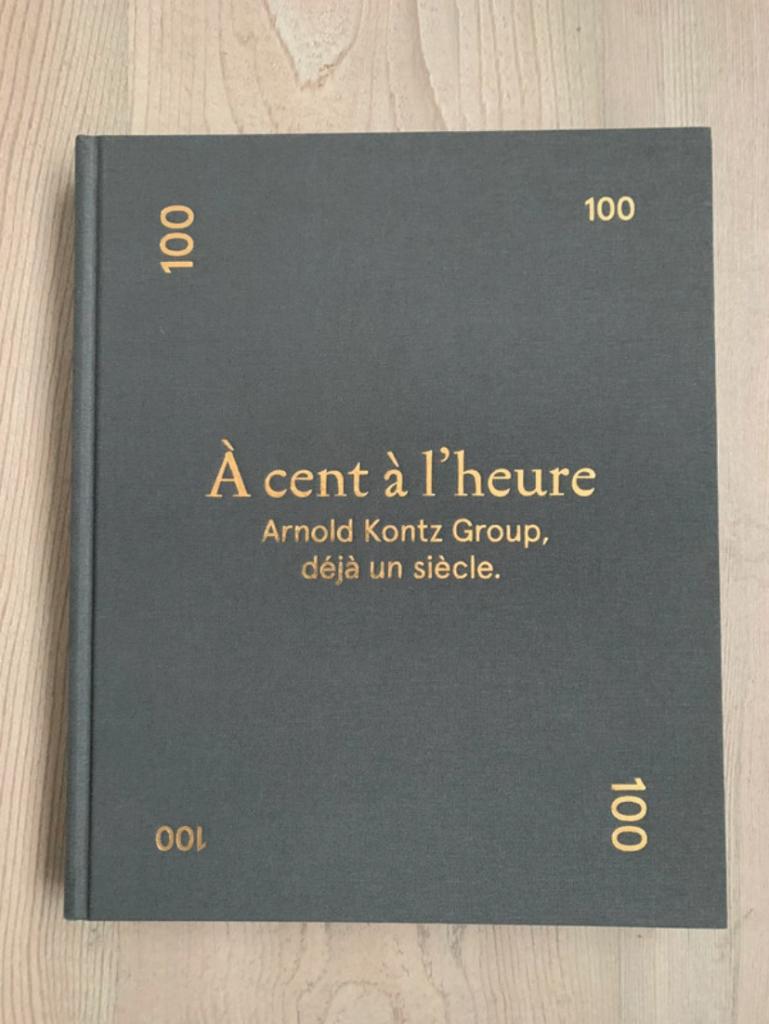 100
100
À cent à l'heure
Arnold Kontz Group,
déjà un siècle.
100
100